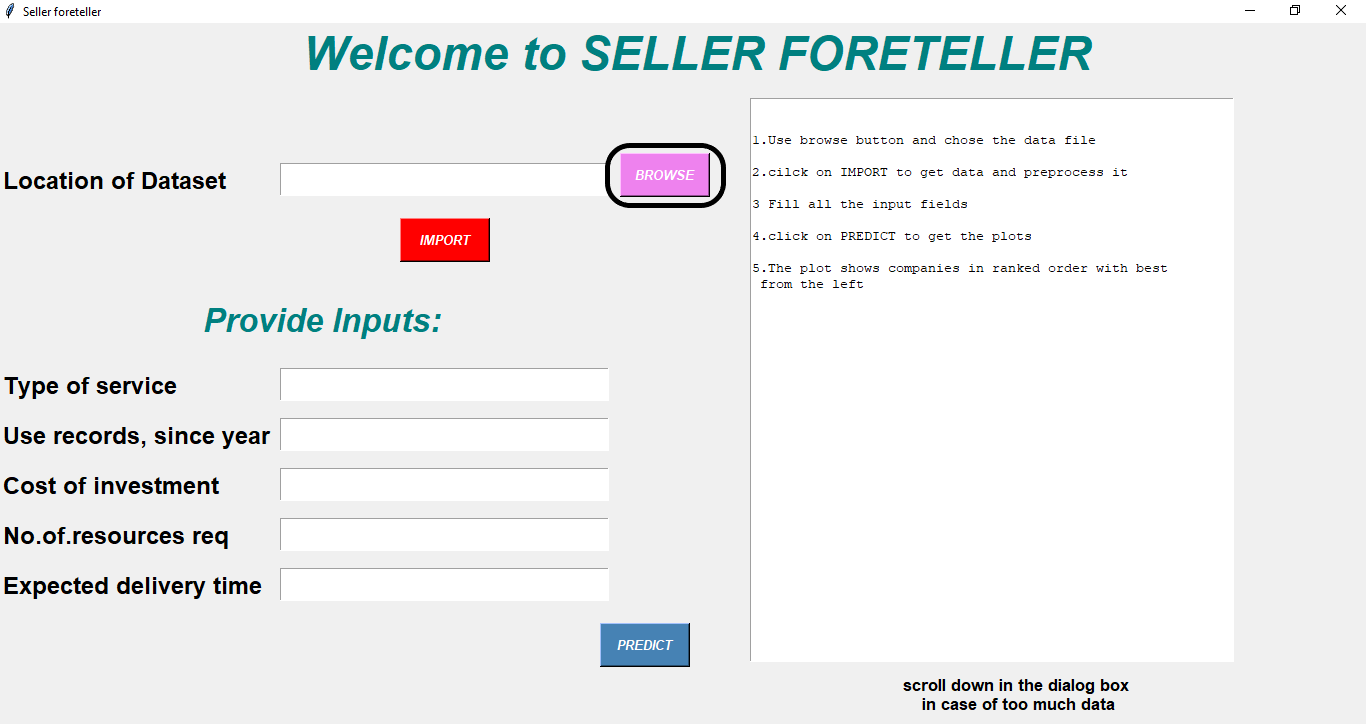 Seller foreteller
Welcome to SELLER FORETELLER
Location of Dataset
BROWSE
IMPORT
Provide Inputs:
Type of service
Use records, since year
Cost of investment
No.of.resources req
Expected delivery time
PREDICT
1.Use browse button and chose the data file
2.cilck on IMPORT to get data and preprocess it
3 Fill all the input fields
4.click on PREDICT to get the plots
5.The plot shows companies in ranked order with best
from the left
scroll down in the dialog box
in case of too much data